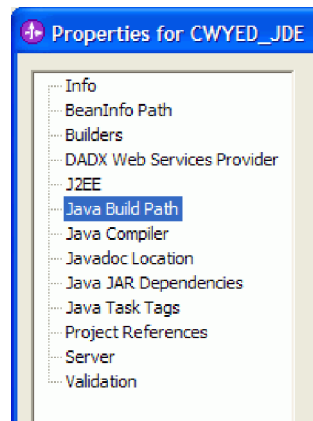 Properties for CWYED_JDE
Info
BeanInfo Path
Builders
DADX Web Services Provider
J2EE
Java Build Path
Java Compiler
Javadoc Location
Java JAR Dependencies
Java Task Tags
Project References
Server
Validation